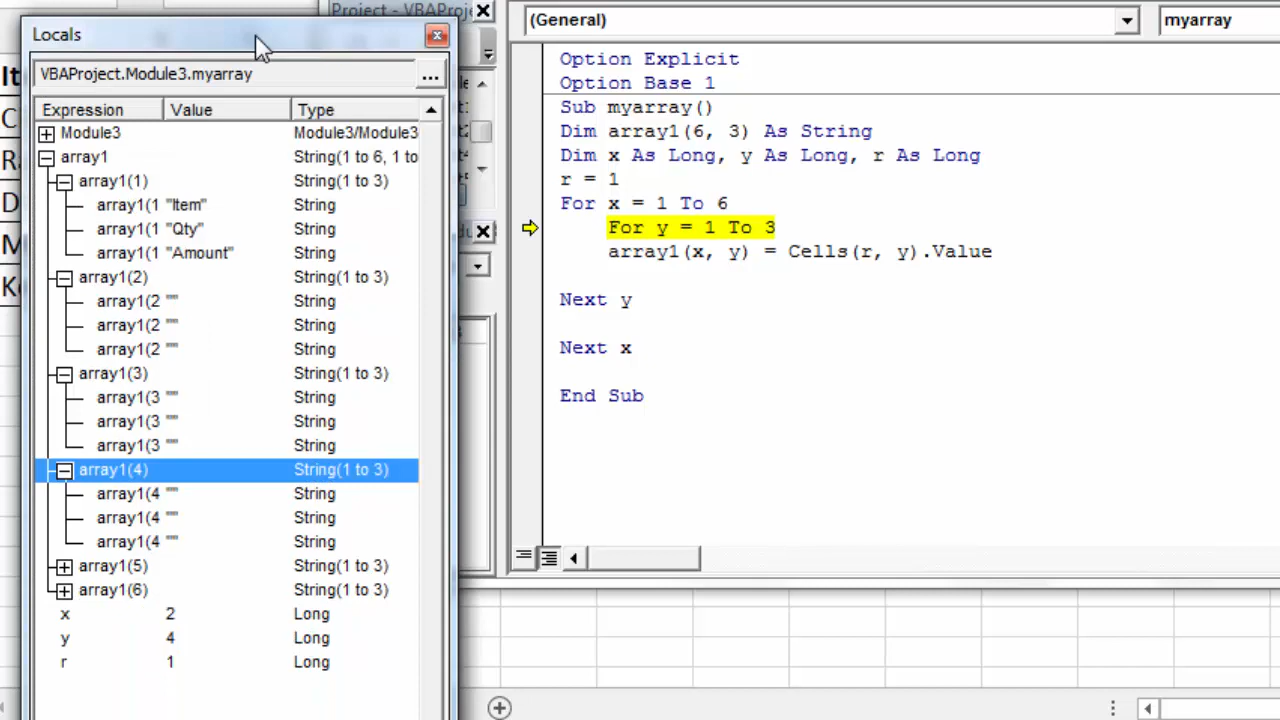 Project - VBAProje
Locals
VBAProject.Module3.myarray
...
Expression Value Type
Module3 Module3/Module3
array1 String(1 to 6, 1 to
array1(1) String(1 to 3)
array1(1 "Item" String
array1(1 "Qty" String
array1(1 "Amount" String
array1(2) String(1 to 3)
array1(2 "" String
array1(2 "" String
array1(2 "" String
array1(3) String(1 to 3)
array1(3 "" String
array1(3 "" String
array1(3 "" String
array1(4) String(1 to 3)
array1(4 "" String
array1(4 "" String
array1(4 "" String
array1(5) String(1 to 3)
array1(6) String(1 to 3)
x 2 Long
y 4 Long
r 1 Long
(General)
myarray
Option Explicit
Option Base 1
Sub myarray()
Dim array1(6, 3) As String
Dim x As Long, y As Long, r As Long
r = 1
For x = 1 To 6
For y = 1 To 3
array1(x, y) = Cells(r, y).Value
Next y
Next x
End Sub